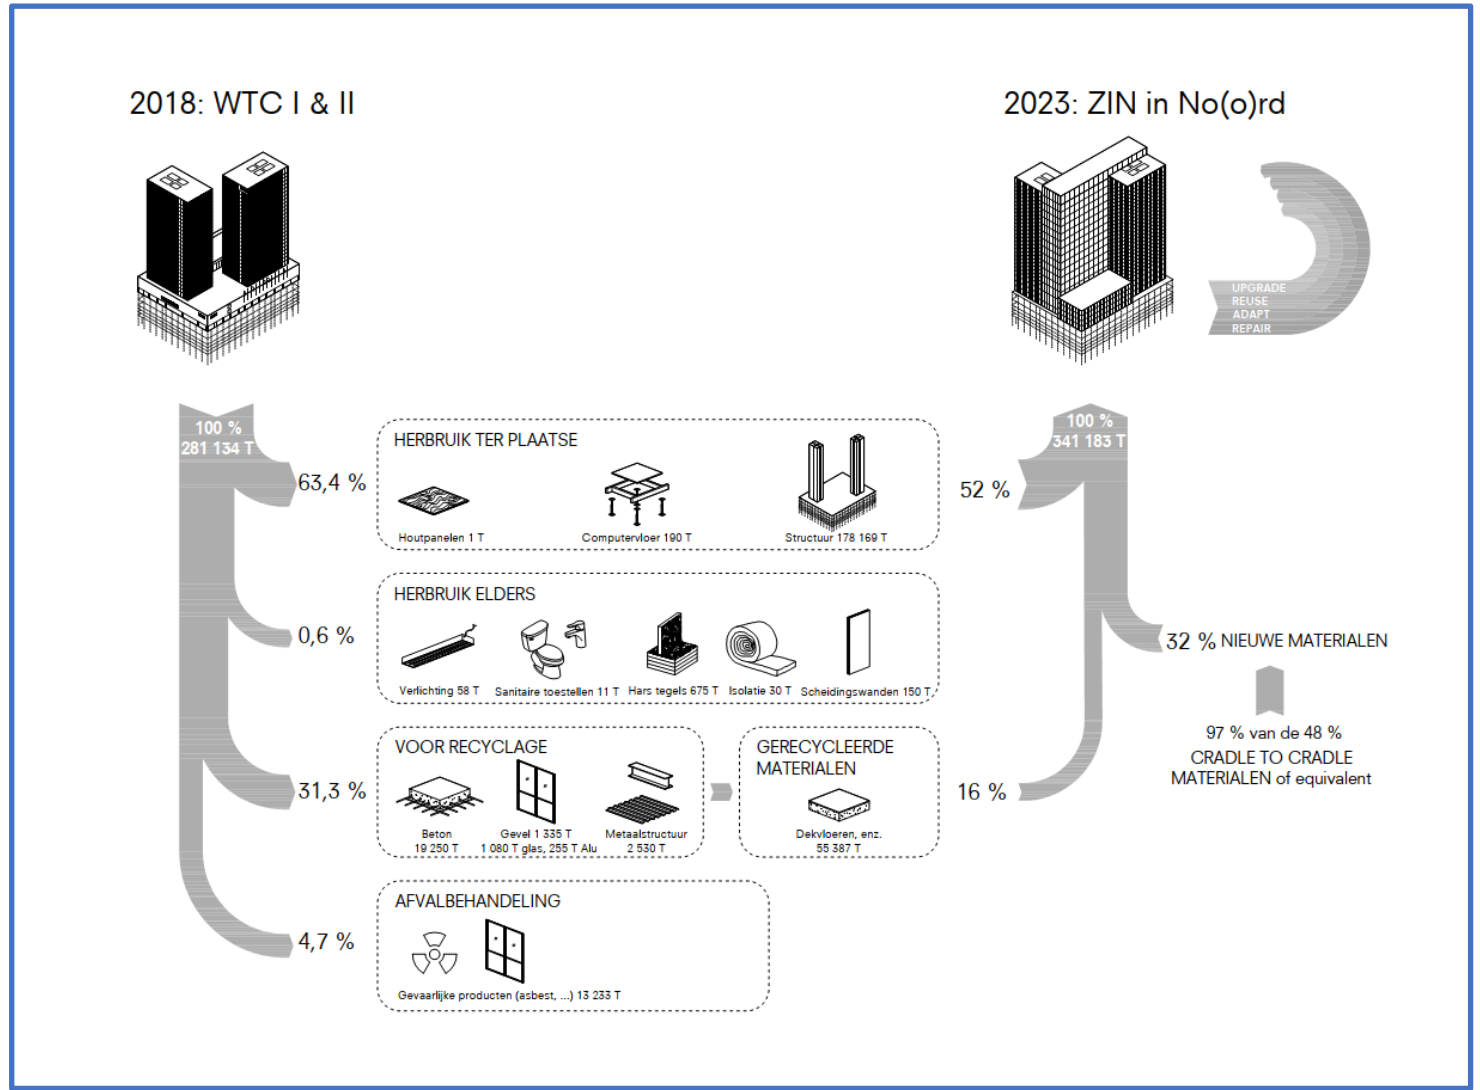 2018: WTC I & II
2023: ZIN in No(o)rd
UPGRADE
REUSE
ADAPT
REPAIR
100 %
281 134 T
63,4 %
HERBRUIK TER PLAATSE
Houtpanelen 1 T
Computervloer 190 T
Structuur 178 169 T
52 %
100 %
341 183 T
0,6 %
HERBRUIK ELDERS
Verlichting 58 T
Sanitaire toestellen 11 T
Hars tegels 675 T
Isolatie 30 T
Scheidingswanden 150 T
32 % NIEUWE MATERIALEN
97 % van de 48 %
CRADLE TO CRADLE
MATERIALEN of equivalent
31,3 %
VOOR RECYCLAGE
Beton
19 250 T
Gevel 1 335 T
1 080 T glas, 255 T Alu
Metaalstructuur
2 530 T
GERECYCLEERDE
MATERIALEN
Dekvloeren, enz.
55 387 T
16 %
4,7 %
AFVALBEHANDELING
Gevaarlijke producten (asbest, ...) 13 233 T